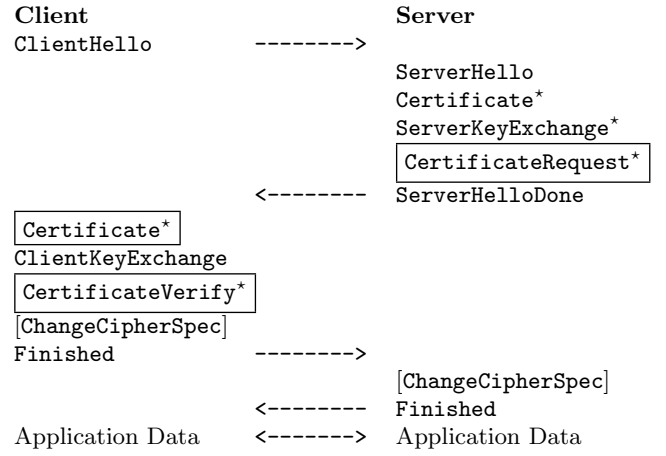 Client Server
ClientHello -------->
ServerHello
Certificate*
ServerKeyExchange*
CertificateRequest*
<-------- ServerHelloDone
Certificate*
ClientKeyExchange
CertificateVerify*
[ChangeCipherSpec]
Finished -------->
[ChangeCipherSpec]
<-------- Finished
Application Data <-------> Application Data